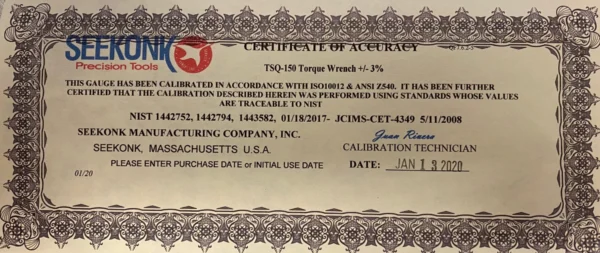 SEEKONK
Precision Tools
CERTIFICATE OF ACCURACY
TSQ-150 Torque Wrench +/- 3%
THIS GAUGE HAS BEEN CALIBRATED IN ACCORDANCE WITH ISO10012 & ANSI Z540. IT HAS BEEN FURTHER
CERTIFIED THAT THE CALIBRATION DESCRIBED HEREIN WAS PERFORMED USING STANDARDS WHOSE VALUES
ARE TRACEABLE TO NIST
NIST 1442752, 1442794, 1443582, 01/18/2017- JCIMS-CET-4349 5/11/2008
SEEKONK MANUFACTURING COMPANY, INC.
Juan Rivera
SEEKONK, MASSACHUSETTS U.S.A.
CALIBRATION TECHNICIAN
PLEASE ENTER PURCHASE DATE or INITIAL USE DATE
DATE: JAN 13 2020
01/20